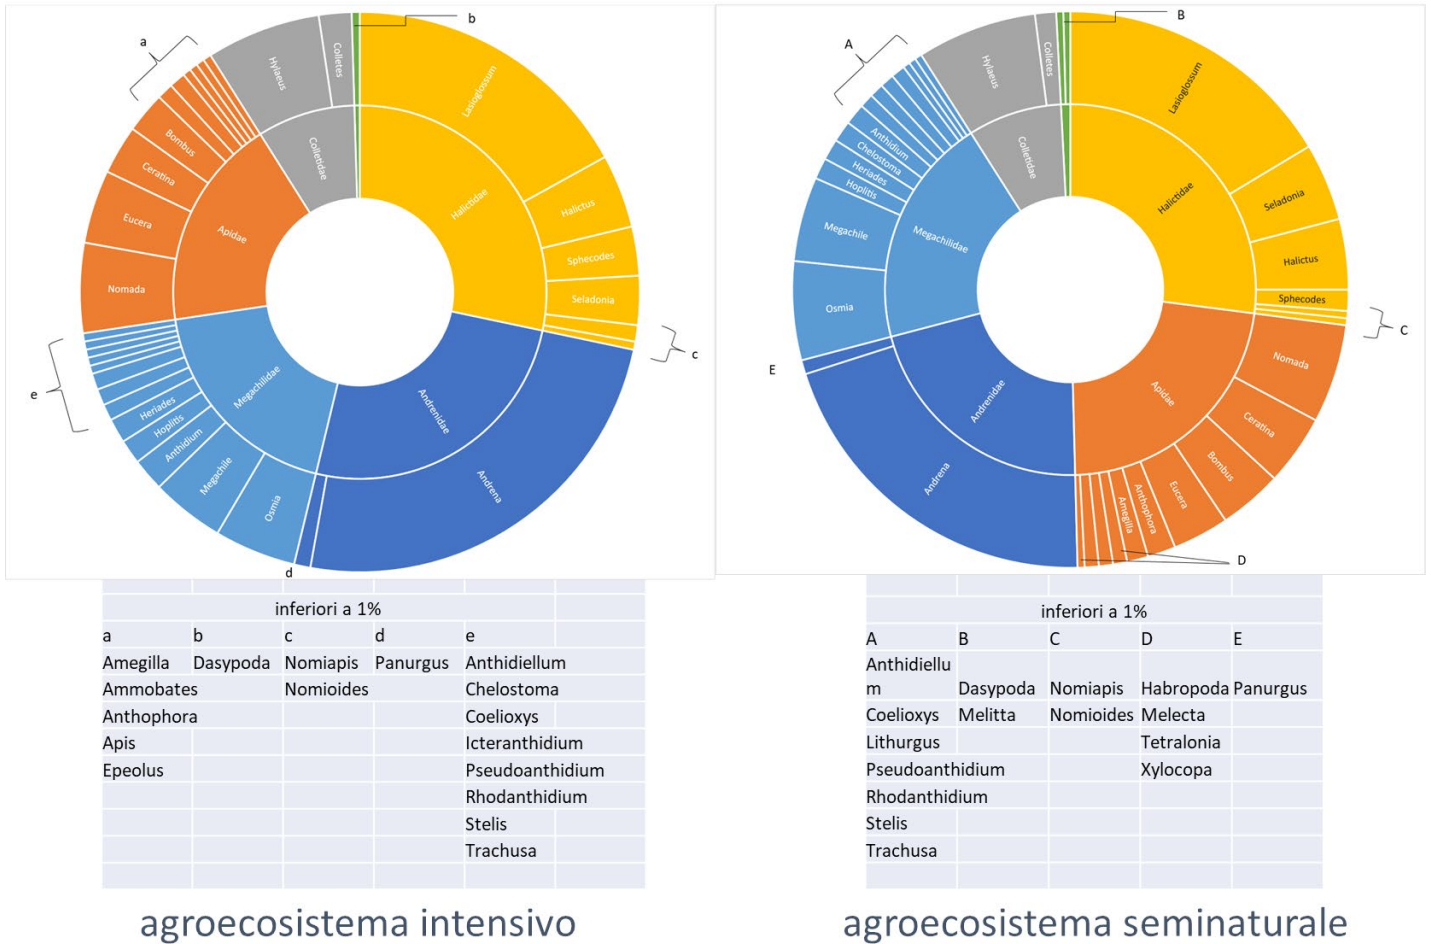 b
a
Hylaeus
Colletes
Lasioglossum
Bombus
Ceratina
Eucera
Nomada
Apidae
Colletidae
Halictidae
Halictus
Sphecodes
Seladonia
c
e
Heriades
Hoplitis
Anthidium
Megachile
Osmia
Megachilidae
Andrenidae
Andrena
d
B
A
Hylaeus
Colletes
Lasioglossum
Anthidium
Chelostoma
Heriades
Hoplitis
Megachile
Osmia
Megachilidae
Colletidae
Halictidae
Seladonia
Halictus
Sphecodes
C
E
Andrenidae
Apidae
Nomada
Ceratina
Bombus
Eucera
Anthophora
Amegilla
Andrena
D
inferiori a 1%
a b c d e
Amegilla Dasypoda Nomiapis Panurgus Anthidiellum
Ammobates Nomioides Chelostoma
Anthophora Coelioxys
Apis Icteranthidium
Epeolus Pseudoanthidium
Rhodanthidium
Stelis
Trachusa
agroecosistema intensivo
inferiori a 1%
A B C D E
Anthidiellu
m Dasypoda Nomiapis Habropoda Panurgus
Coelioxys Melitta Nomioides Melecta
Lithurgus Tetralonia
Pseudoanthidium Xylocopa
Rhodanthidium
Stelis
Trachusa
agroecosistema seminaturale